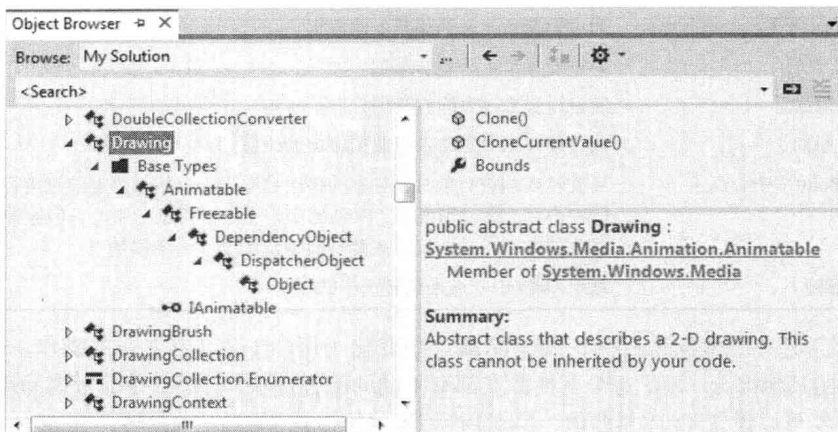 Object Browser
Browse: My Solution
<Search>
DoubleCollectionConverter
Drawing
Base Types
Animatable
Freezable
DependencyObject
DispatcherObject
Object
IAnimatable
DrawingBrush
DrawingCollection
DrawingCollection.Enumerator
DrawingContext
Clone()
CloneCurrentValue()
Bounds
public abstract class Drawing :
System.Windows.Media.Animation.Animatable
Member of System.Windows.Media
Summary:
Abstract class that describes a 2-D drawing. This
class cannot be inherited by your code.